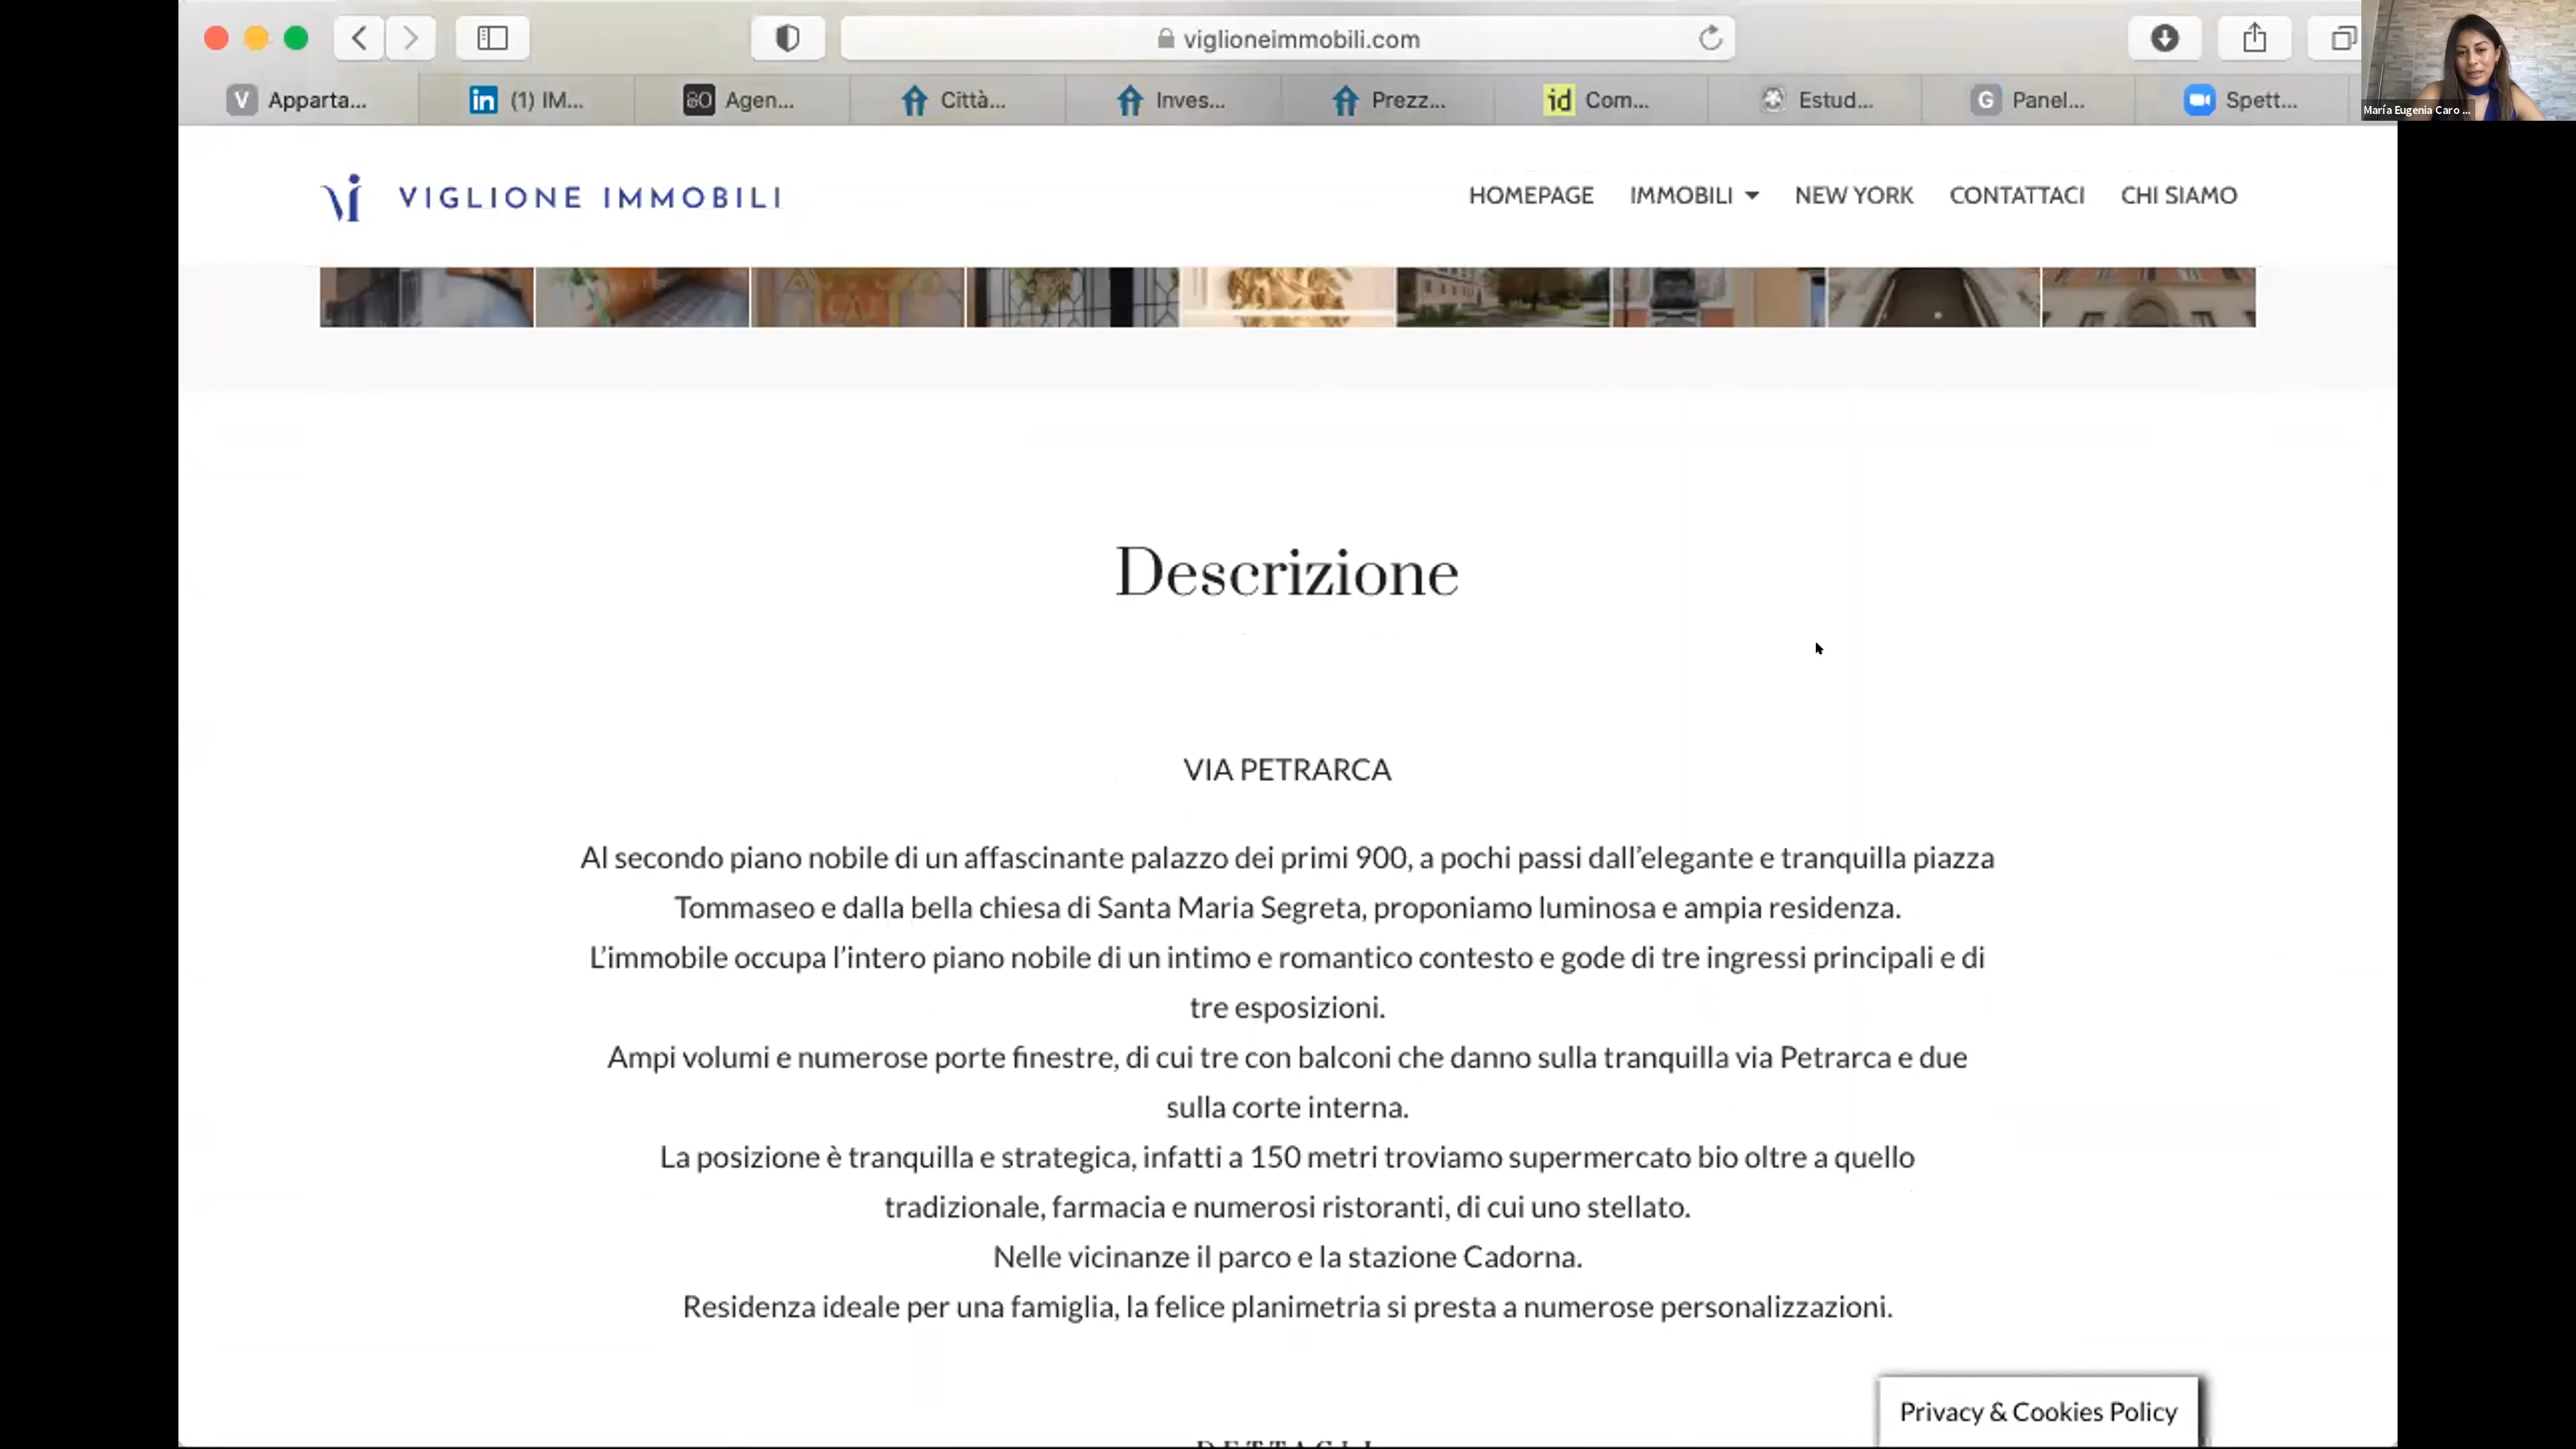 viglioneimmobili.com
V Apparta...
in (1) IM...
80 Agen...
Città...
Inves...
Prezz...
id Com...
Estud...
G Panel...
Spett...
María Eugenia Caro ...
VIGLIONE IMMOBILI
HOMEPAGE IMMOBILI NEW YORK CONTATTACI CHI SIAMO
Descrizione
VIA PETRARCA
Al secondo piano nobile di un affascinante palazzo dei primi 900, a pochi passi dall’elegante e tranquilla piazza
Tommaseo e dalla bella chiesa di Santa Maria Segreta, proponiamo luminosa e ampia residenza.
L’immobile occupa l’intero piano nobile di un intimo e romantico contesto e gode di tre ingressi principali e di
tre esposizioni.
Ampi volumi e numerose porte finestre, di cui tre con balconi che danno sulla tranquilla via Petrarca e due
sulla corte interna.
La posizione è tranquilla e strategica, infatti a 150 metri troviamo supermercato bio oltre a quello
tradizionale, farmacia e numerosi ristoranti, di cui uno stellato.
Nelle vicinanze il parco e la stazione Cadorna.
Residenza ideale per una famiglia, la felice planimetria si presta a numerose personalizzazioni.
Privacy & Cookies Policy
DETTAGLI